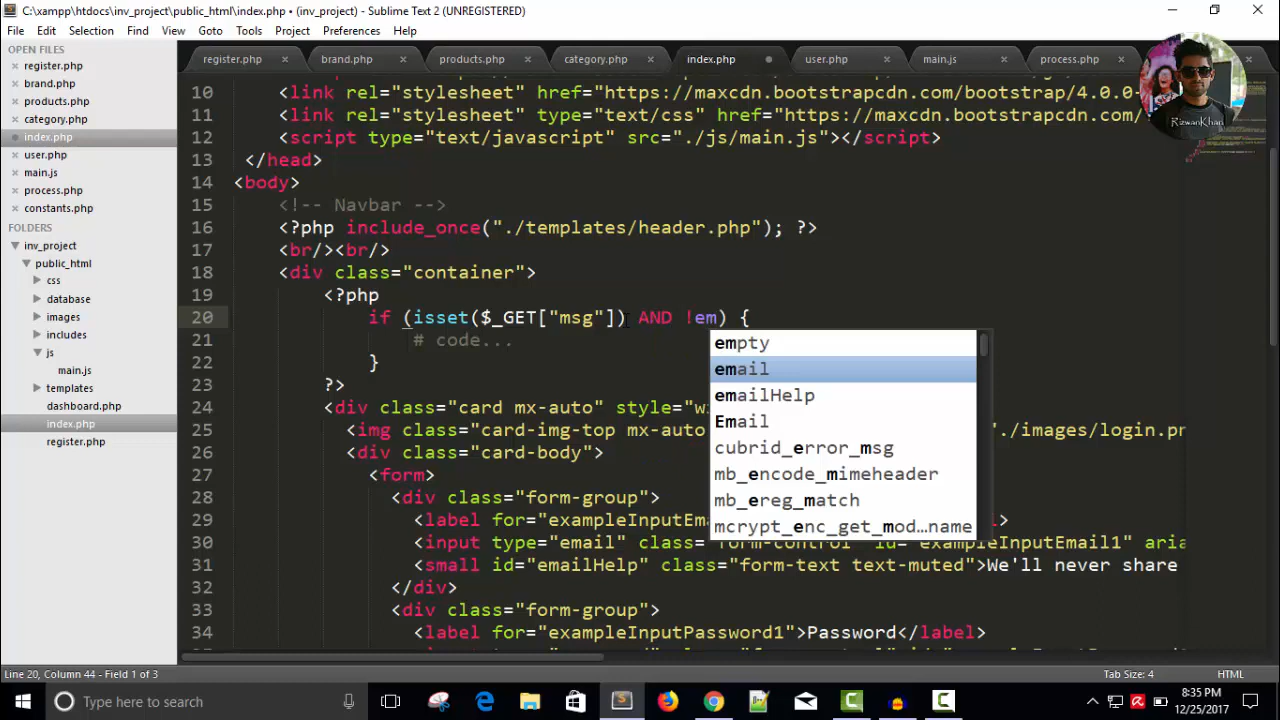 C:\xampp\htdocs\inv_project\public_html\index.php • (inv_project) - Sublime Text 2 (UNREGISTERED)
File Edit Selection Find View Goto Tools Project Preferences Help
OPEN FILES
register.php
brand.php
products.php
category.php
index.php
user.php
main.js
process.php
constants.php
FOLDERS
inv_project
public_html
css
database
images
includes
js
main.js
templates
dashboard.php
index.php
register.php
register.php brand.php products.php category.php index.php user.php main.js process.php
RizwanKhan
10 <link rel="stylesheet" href="https://maxcdn.bootstrapcdn.com/bootstrap/4.0.0-
11 <link rel="stylesheet" type="text/css" href="https://maxcdn.bootstrapcdn.com/
12 <script type="text/javascript" src="./js/main.js"></script>
13 </head>
14 <body>
15 <!-- Navbar -->
16 <?php include_once("./templates/header.php"); ?>
17 <br/><br/>
18 <div class="container">
19 <?php
20 if (isset($_GET["msg"]) AND !em) {
21 # code...
22 }
23 ?>
24 <div class="card mx-auto" style="w
25 <img class="card-img-top mx-auto './images/login.pn
26 <div class="card-body">
27 <form>
28 <div class="form-group">
29 <label for="exampleInputEma l>
30 <input type="email" class="form-control" id="exampleInputEmail1" aria
31 <small id="emailHelp" class="form-text text-muted">We'll never share
32 </div>
33 <div class="form-group">
34 <label for="exampleInputPassword1">Password</label>
empty
email
emailHelp
Email
cubrid_error_msg
mb_encode_mimeheader
mb_ereg_match
mcrypt_enc_get_mod…name
Line 20, Column 44 - Field 1 of 3 Tab Size: 4 HTML
Type here to search
8:35 PM
12/25/2017